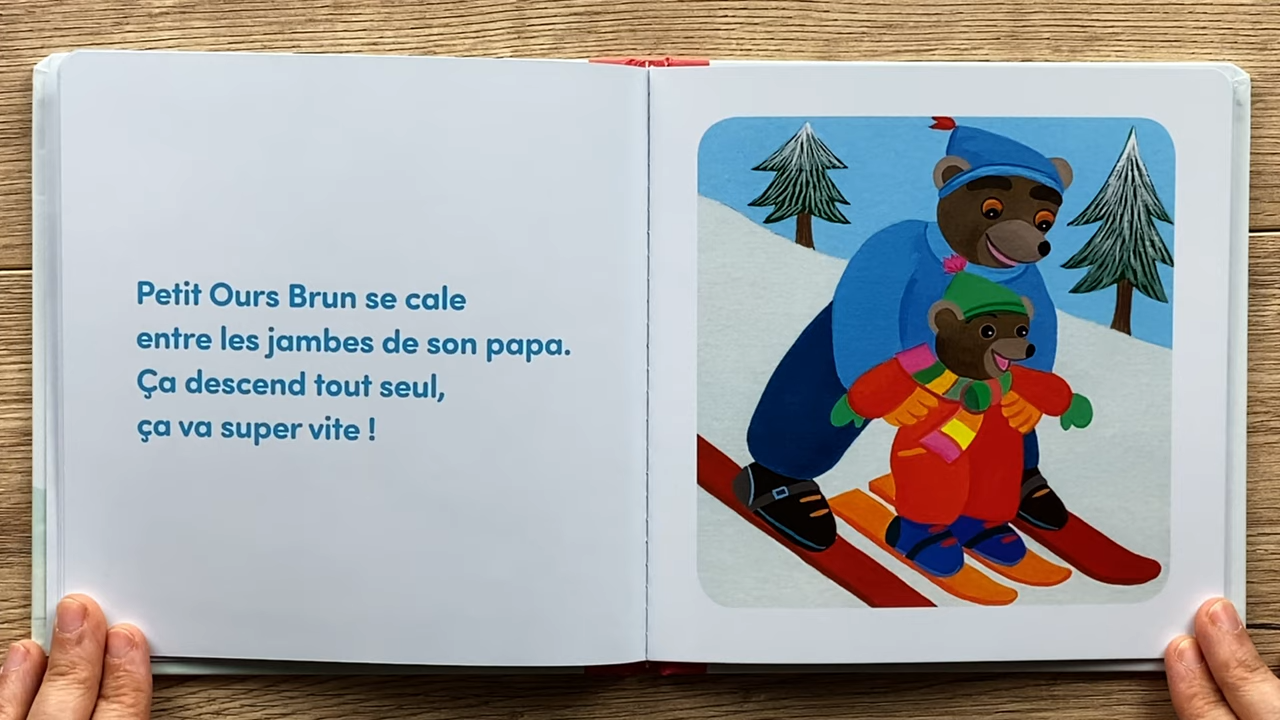 Petit Ours Brun se cale
entre les jambes de son papa.
Ça descend tout seul,
ça va super vite !